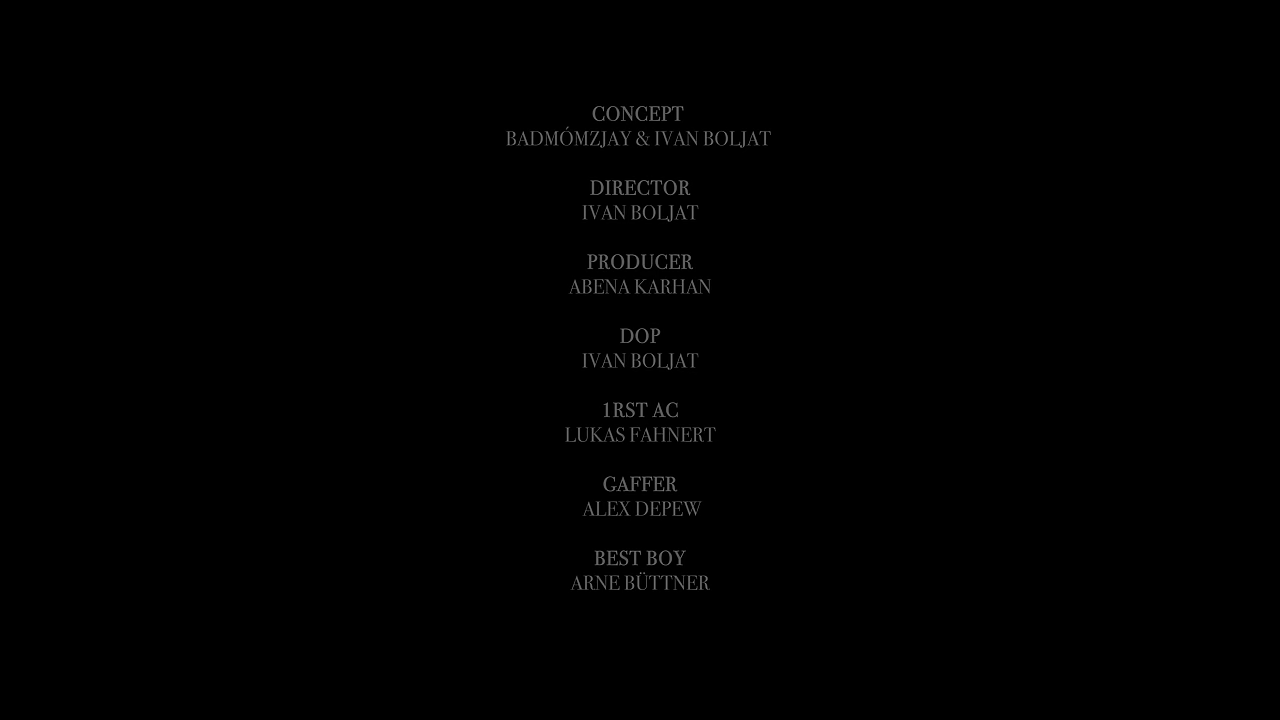 CONCEPT
BADMÓMZJAY & IVAN BOLJAT
DIRECTOR
IVAN BOLJAT
PRODUCER
ABENA KARHAN
DOP
IVAN BOLJAT
1RST AC
LUKAS FAHNERT
GAFFER
ALEX DEPEW
BEST BOY
ARNE BÜTTNER